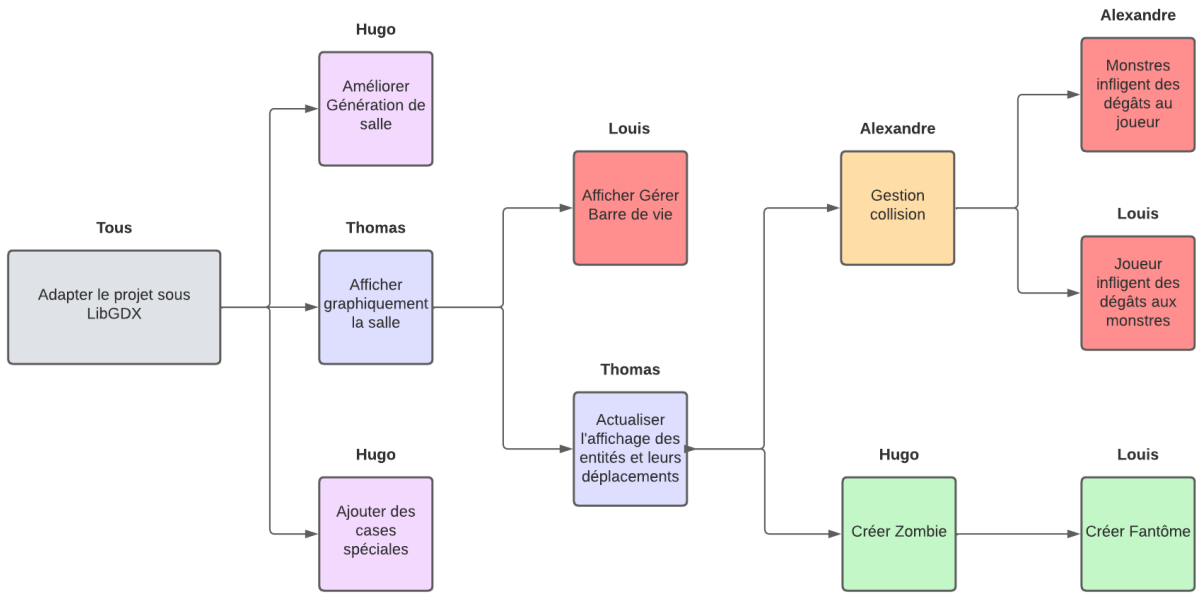 Tous
Adapter le projet sous
LibGDX
Hugo
Améliorer
Génération de
salle
Thomas
Afficher
graphiquement
la salle
Hugo
Ajouter des
cases
spéciales
Louis
Afficher Gérer
Barre de vie
Thomas
Actualiser
l'affichage des
entités et leurs
déplacements
Alexandre
Gestion
collision
Hugo
Créer Zombie
Alexandre
Monstres
infligent des
dégâts au
joueur
Louis
Joueur
infligent des
dégâts aux
monstres
Louis
Créer Fantôme